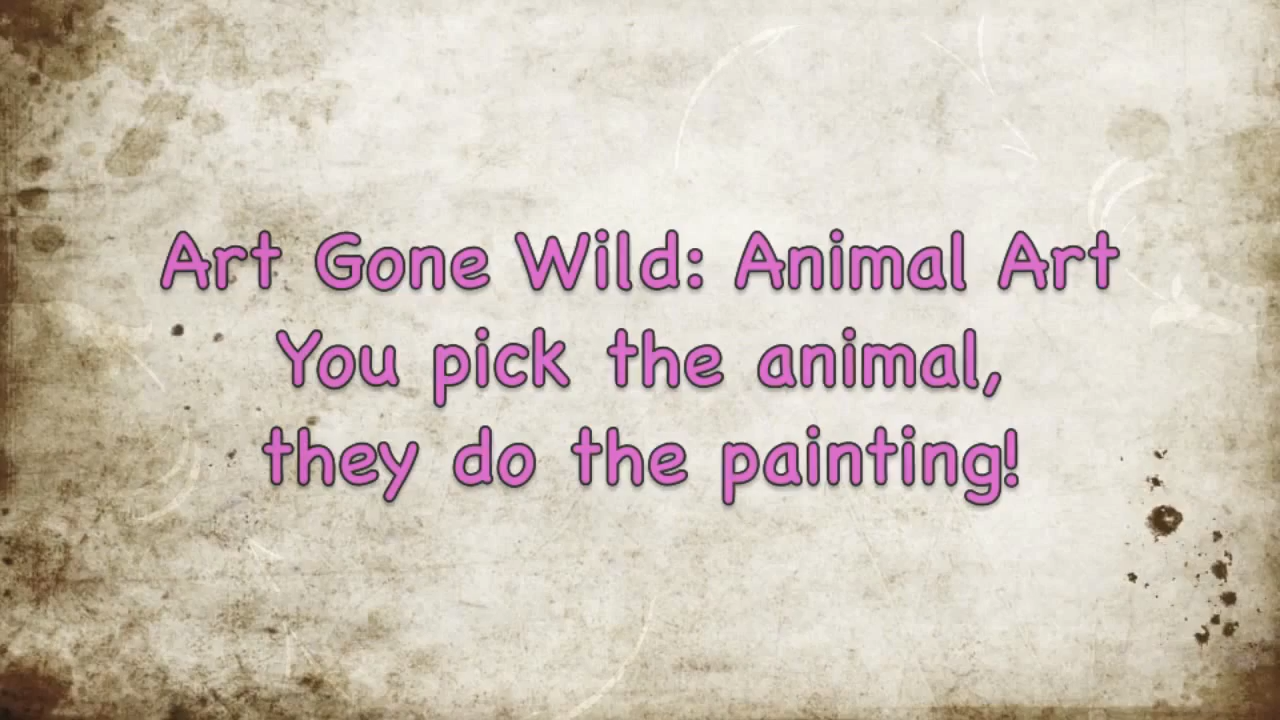 Art Gone Wild: Animal Art
You pick the animal,
they do the painting!